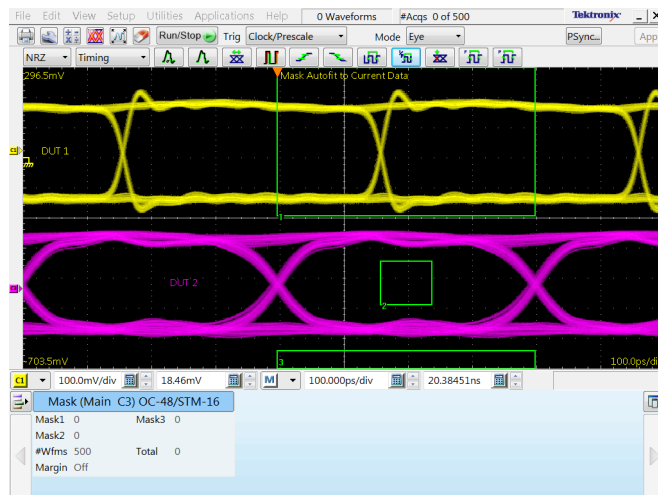 File Edit View Setup Utilities Applications Help 0 Waveforms #Acqs 0 of 500 Tektronix
Run/Stop Trig Clock/Prescale Mode Eye PSync... App
NRZ Timing
296.5mV Mask Autofit to Current Data
C1 DUT 1
1
DUT 2
2
3
-703.5mV 100.0ps/di
C1 100.0mV/div 18.46mV M 100.000ps/div 20.38451ns
Mask (Main C3) OC-48/STM-16
Mask1 0 Mask3 0
Mask2 0
#Wfms 500 Total 0
Margin Off